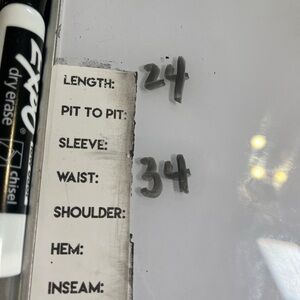 EXPO®
dry erase
chisel
LENGTH: 24
PIT TO PIT:
SLEEVE:
WAIST: 34
SHOULDER:
HEM:
INSEAM: